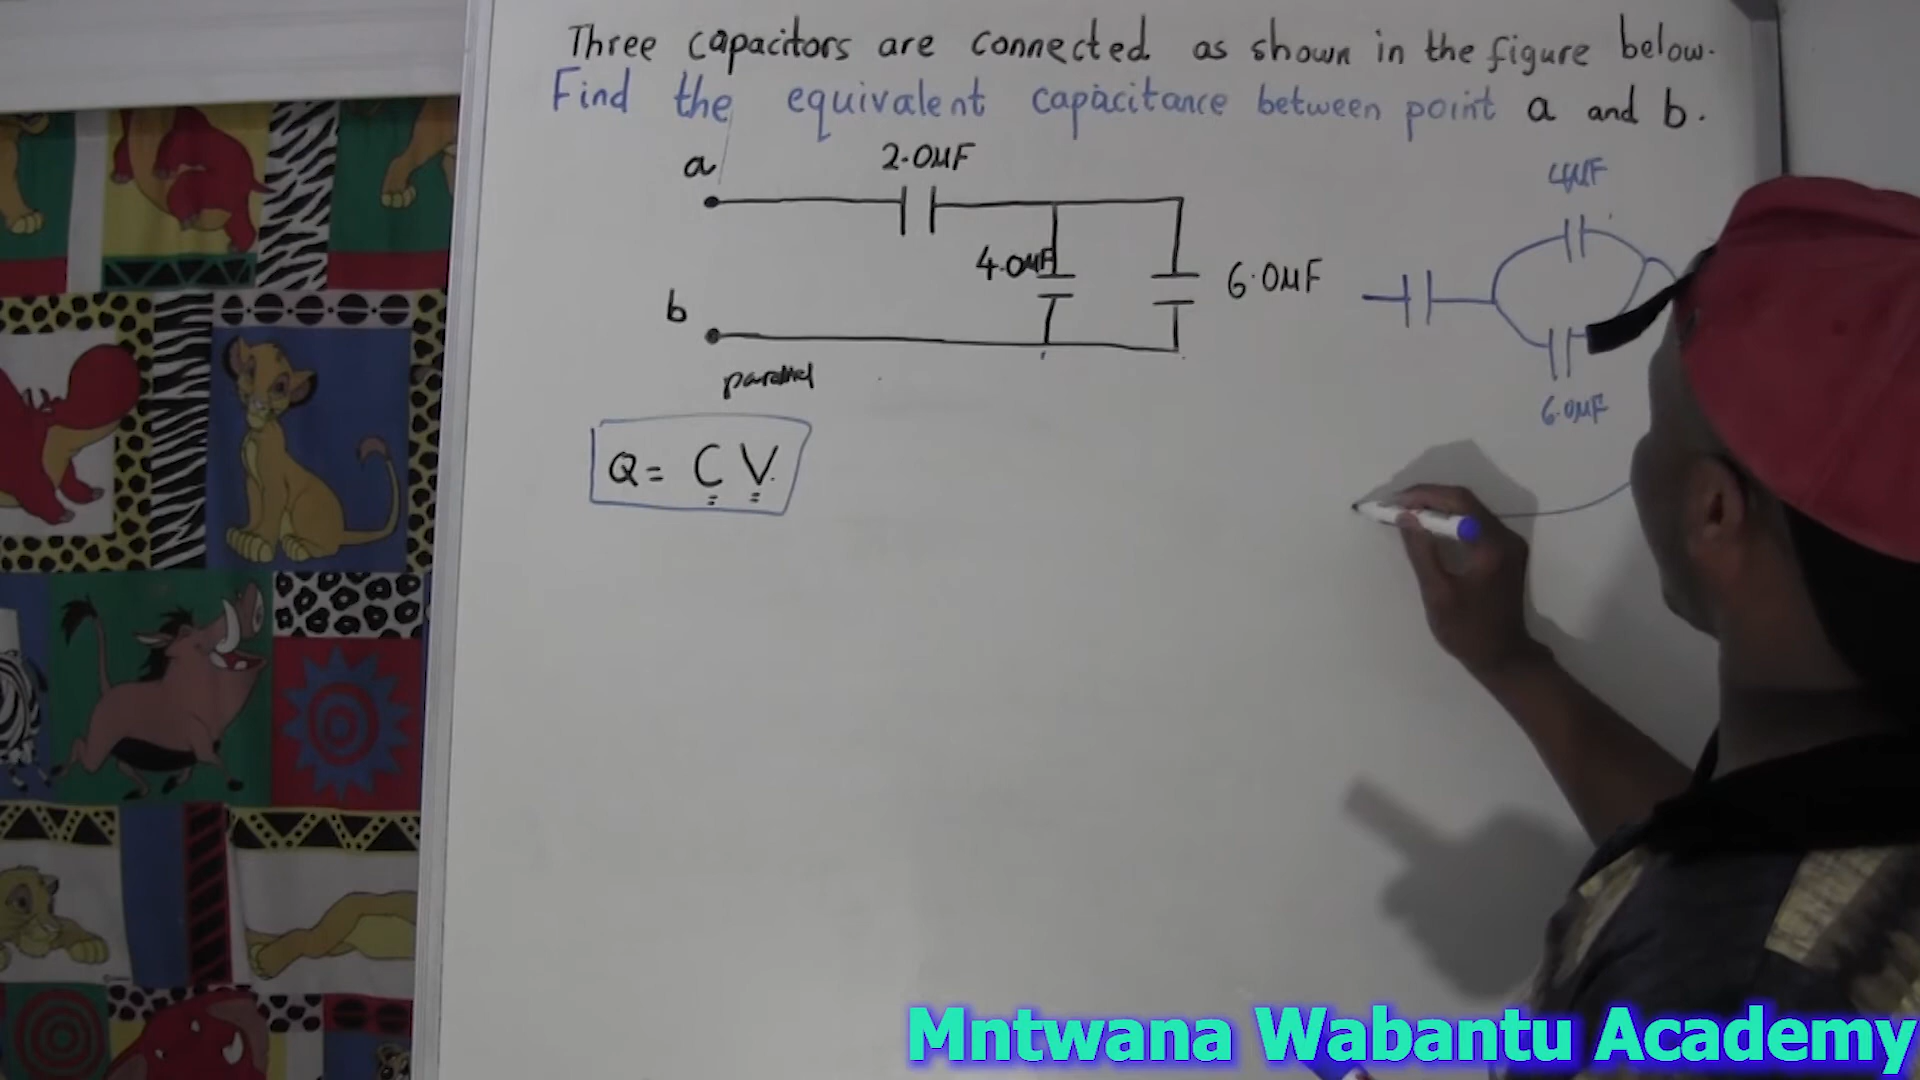 Three capacitors are connected as shown in the figure below.
Find the equivalent capacitance between point a and b.
a
2.0μF
4.0μF
6.0μF
b
parallel
Q = C V.
4μF
6.0μF
Mntwana Wabantu Academy